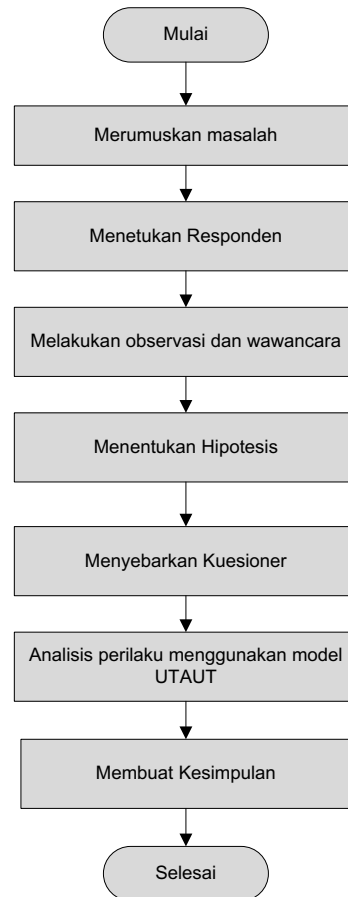 Mulai
Merumuskan masalah
Menetukan Responden
Melakukan observasi dan wawancara
Menentukan Hipotesis
Menyebarkan Kuesioner
Analisis perilaku menggunakan model
UTAUT
Membuat Kesimpulan
Selesai